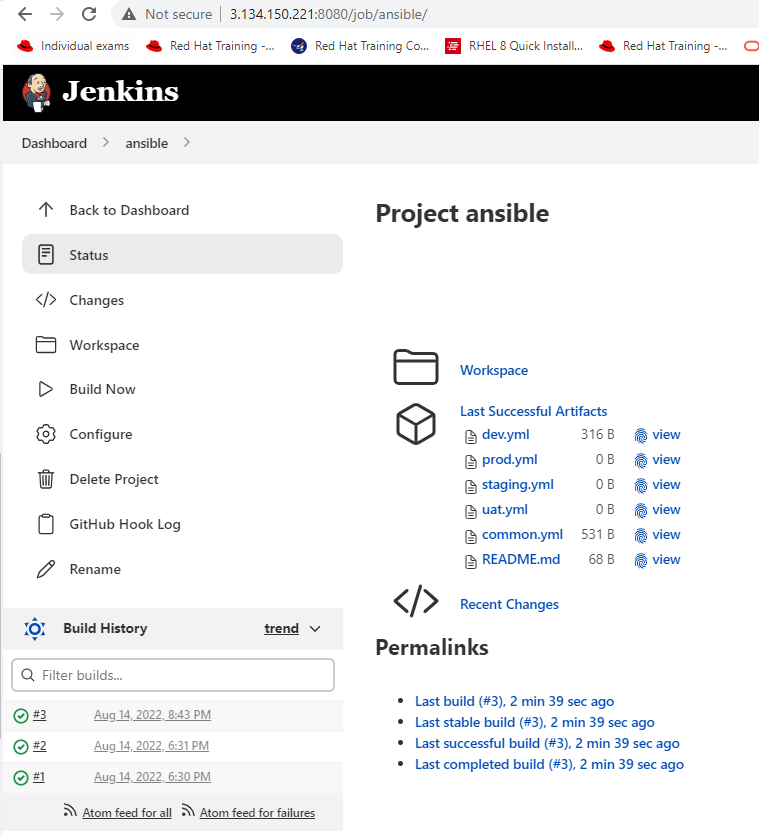 Not secure | 3.134.150.221:8080/job/ansible/
Individual exams Red Hat Training -... Red Hat Training Co... RHEL 8 Quick Install... Red Hat Training -...
Jenkins
Dashboard ansible
Back to Dashboard
Status
Changes
Workspace
Build Now
Configure
Delete Project
GitHub Hook Log
Rename
Build History trend
Filter builds...
#3 Aug 14, 2022, 8:43 PM
#2 Aug 14, 2022, 6:31 PM
#1 Aug 14, 2022, 6:30 PM
Atom feed for all Atom feed for failures
Project ansible
Workspace
Last Successful Artifacts
dev.yml 316 B view
prod.yml 0 B view
staging.yml 0 B view
uat.yml 0 B view
common.yml 531 B view
README.md 68 B view
Recent Changes
Permalinks
Last build (#3), 2 min 39 sec ago
Last stable build (#3), 2 min 39 sec ago
Last successful build (#3), 2 min 39 sec ago
Last completed build (#3), 2 min 39 sec ago